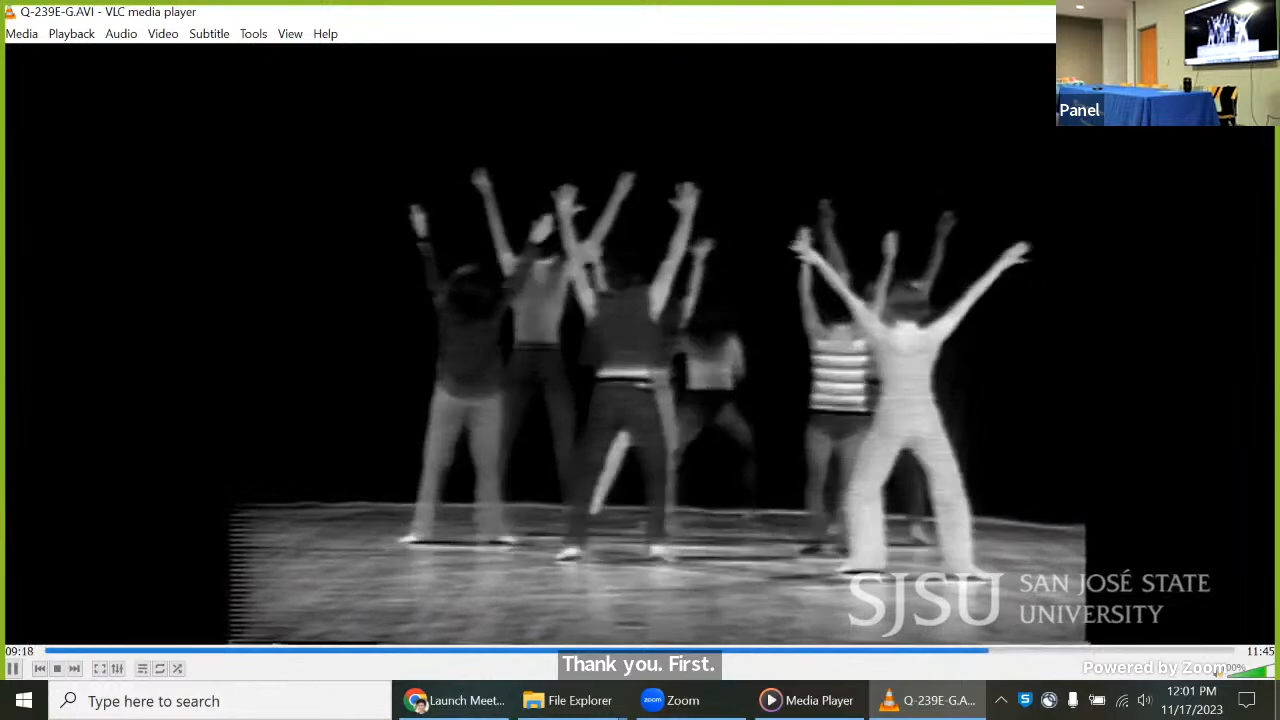 Q-239E-G.AVI - VLC media player
Media Playback Audio Video Subtitle Tools View Help
Panel
SJSU SAN JOSÉ STATE
UNIVERSITY
09:18
11:45
Thank you. First.
Powered by Zoom
Type here to search
Launch Meet...
File Explorer
Zoom
Media Player
Q-239E-G.A...
12:01 PM
11/17/2023